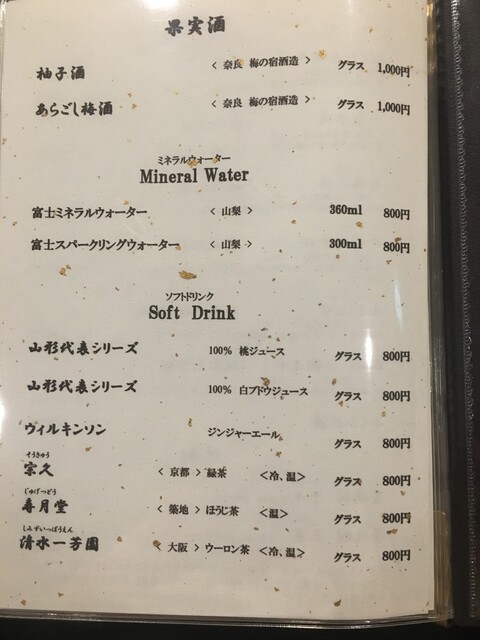 果実酒
柚子酒 < 奈良 梅の宿酒造 > グラス 1,000円
あらごし梅酒 < 奈良 梅の宿酒造 > グラス 1,000円
ミネラルウォーター
Mineral Water
富士ミネラルウォーター < 山梨 > 360ml 800円
富士スパークリングウォーター < 山梨 > 300ml 800円
ソフトドリンク
Soft Drink
山形代表シリーズ 100% 桃ジュース グラス 800円
山形代表シリーズ 100% 白ブドウジュース グラス 800円
ヴィルキンソン ジンジャーエール グラス 800円
そうきゅう
宗久 < 京都 > 緑茶 <冷、温> グラス 800円
じゅげつどう
寿月堂 < 築地 > ほうじ茶 <温> グラス 800円
しみずいっぽうえん
清水一芳園 < 大阪 > ウーロン茶 <冷、温> グラス 800円